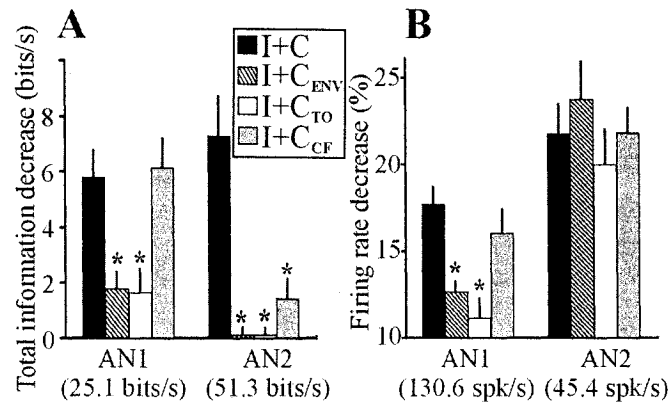 A
Total information decrease (bits/s)
8
6
4
2
0
* *
* *
*
AN1
AN2
(25.1 bits/s)
(51.3 bits/s)
I+C
I+C_ENV
I+C_TO
I+C_CF
B
Firing rate decrease (%)
25
20
15
10
*
*
AN1
AN2
(130.6 spk/s)
(45.4 spk/s)